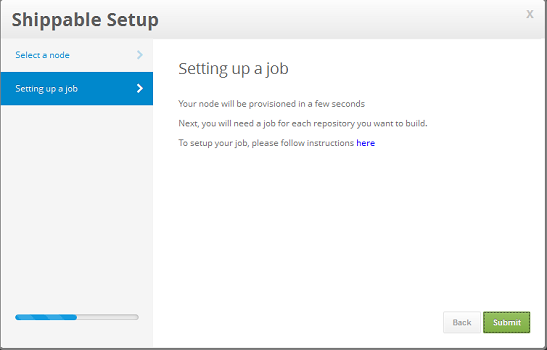 Shippable Setup
X
Select a node
Setting up a job
Setting up a job
Your node will be provisioned in a few seconds
Next, you will need a job for each repository you want to build.
To setup your job, please follow instructions here
Back
Submit